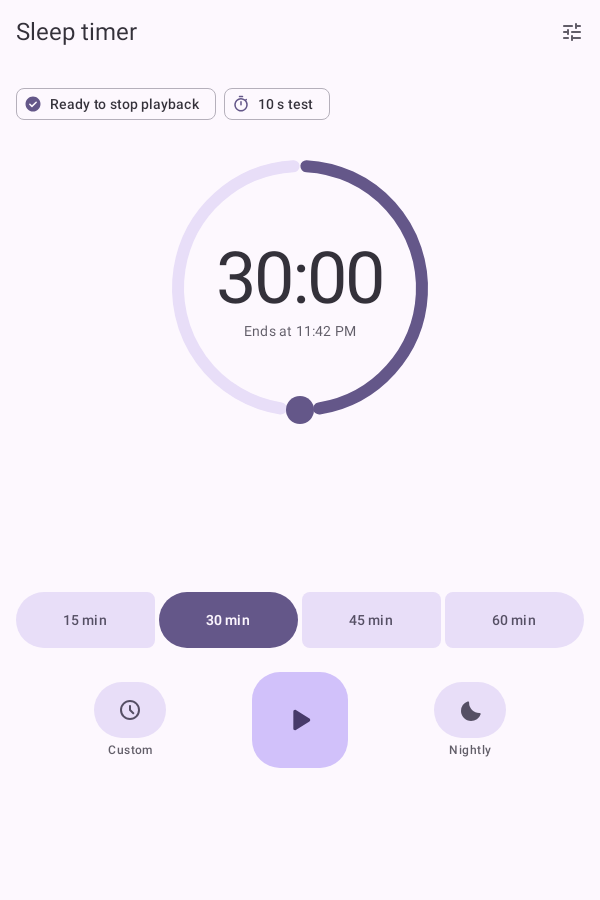 Sleep timer
Ready to stop playback
10 s test
30:00
Ends at 11:42 PM
15 min
30 min
45 min
60 min
Custom
Nightly